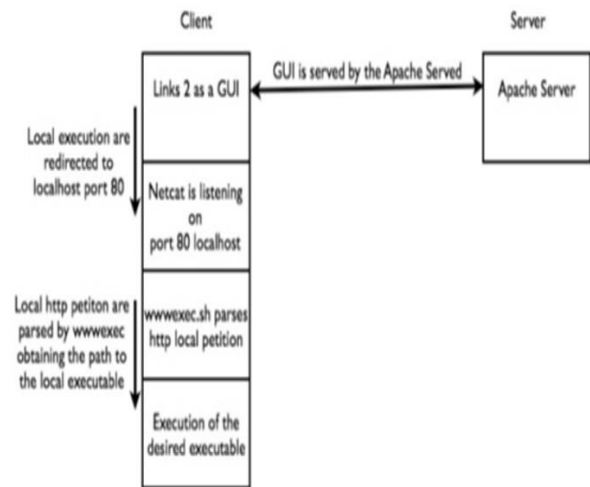 Client
Server
Links 2 as a GUI
GUI is served by the Apache Served
Apache Server
Local execution are
redirected to
localhost port 80
Netcat is listening
on
port 80 localhost
Local http petiton are
parsed by wwwexec
obtaining the path to
the local executable
wwwexec.sh parses
http local petition
Execution of the
desired executable